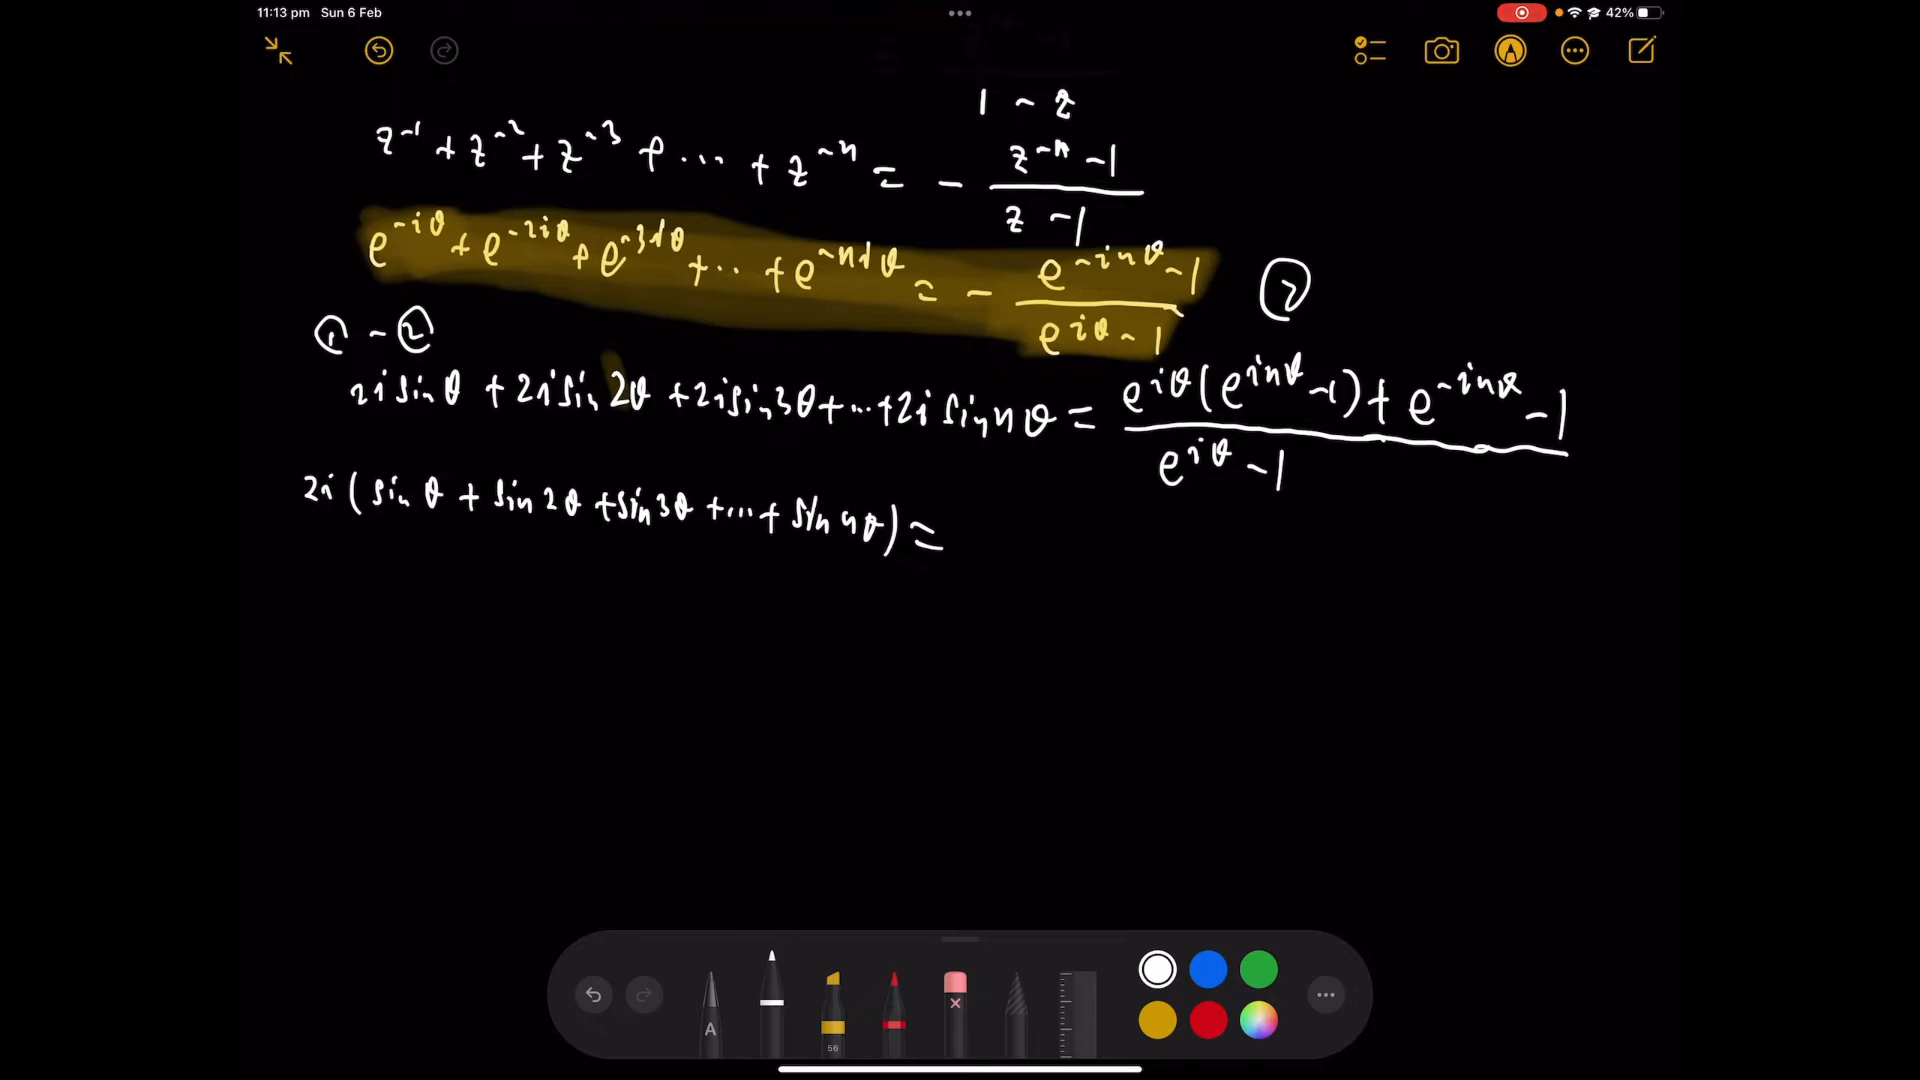 11:13 pm Sun 6 Feb 42%
1 - z
z^-1 + z^-2 + z^-3 + ... + z^-n = - (z^-n - 1)/(z - 1)
e^-iθ + e^-2iθ + e^-3iθ + ... + e^-niθ = - (e^-inθ - 1)/(e^iθ - 1) ②
① - ②
2i sin θ + 2i sin 2θ + 2i sin 3θ + ... + 2i sin nθ = (e^iθ(e^inθ - 1) + e^-inθ - 1)/(e^iθ - 1)
2i (sin θ + sin 2θ + sin 3θ + ... + sin nθ) =
A
56